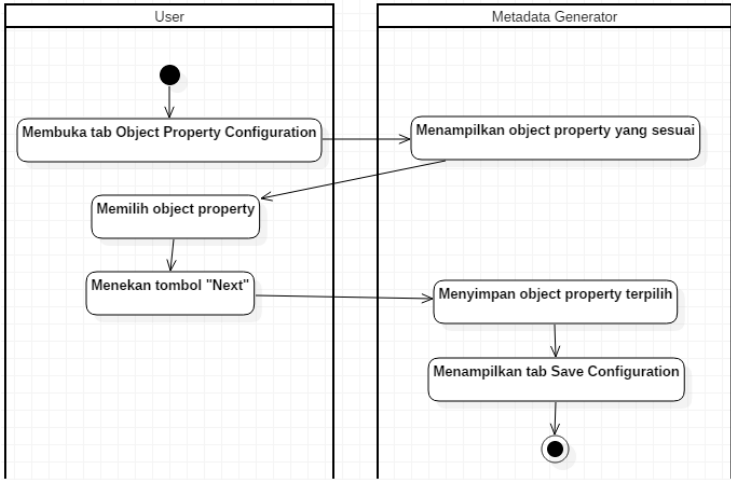 User
Metadata Generator
Membuka tab Object Property Configuration
Menampilkan object property yang sesuai
Memilih object property
Menekan tombol "Next"
Menyimpan object property terpilih
Menampilkan tab Save Configuration